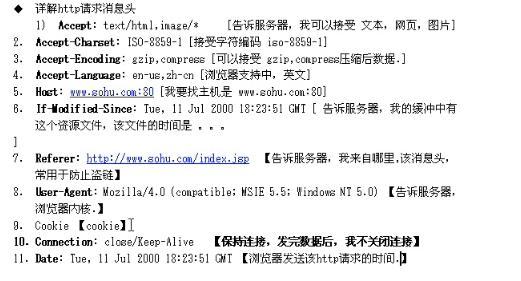 ◆ 详解http请求消息头
1) Accept: text/html,image/* [告诉服务器，我可以接受 文本，网页，图片]
2. Accept-Charset: ISO-8859-1 [接受字符编码 iso-8859-1]
3. Accept-Encoding: gzip,compress [可以接受 gzip,compress压缩后数据.]
4. Accept-Language: en-us,zh-cn [浏览器支持中，英文]
5. Host: www.sohu.com:80 [我要找主机是 www.sohu.com:80]
6. If-Modified-Since: Tue, 11 Jul 2000 18:23:51 GMT [ 告诉服务器，我的缓冲中有
这个资源文件，该文件的时间是 。。。
]
7. Referer: http://www.sohu.com/index.jsp 【告诉服务器，我来自哪里,该消息头，
常用于防止盗链】
8. User-Agent: Mozilla/4.0 (compatible; MSIE 5.5; Windows NT 5.0) 【告诉服务器，
浏览器内核.】
9. Cookie 【cookie】
10. Connection: close/Keep-Alive 【保持连接，发完数据后，我不关闭连接】
11. Date: Tue, 11 Jul 2000 18:23:51 GMT 【浏览器发送该http请求的时间.】